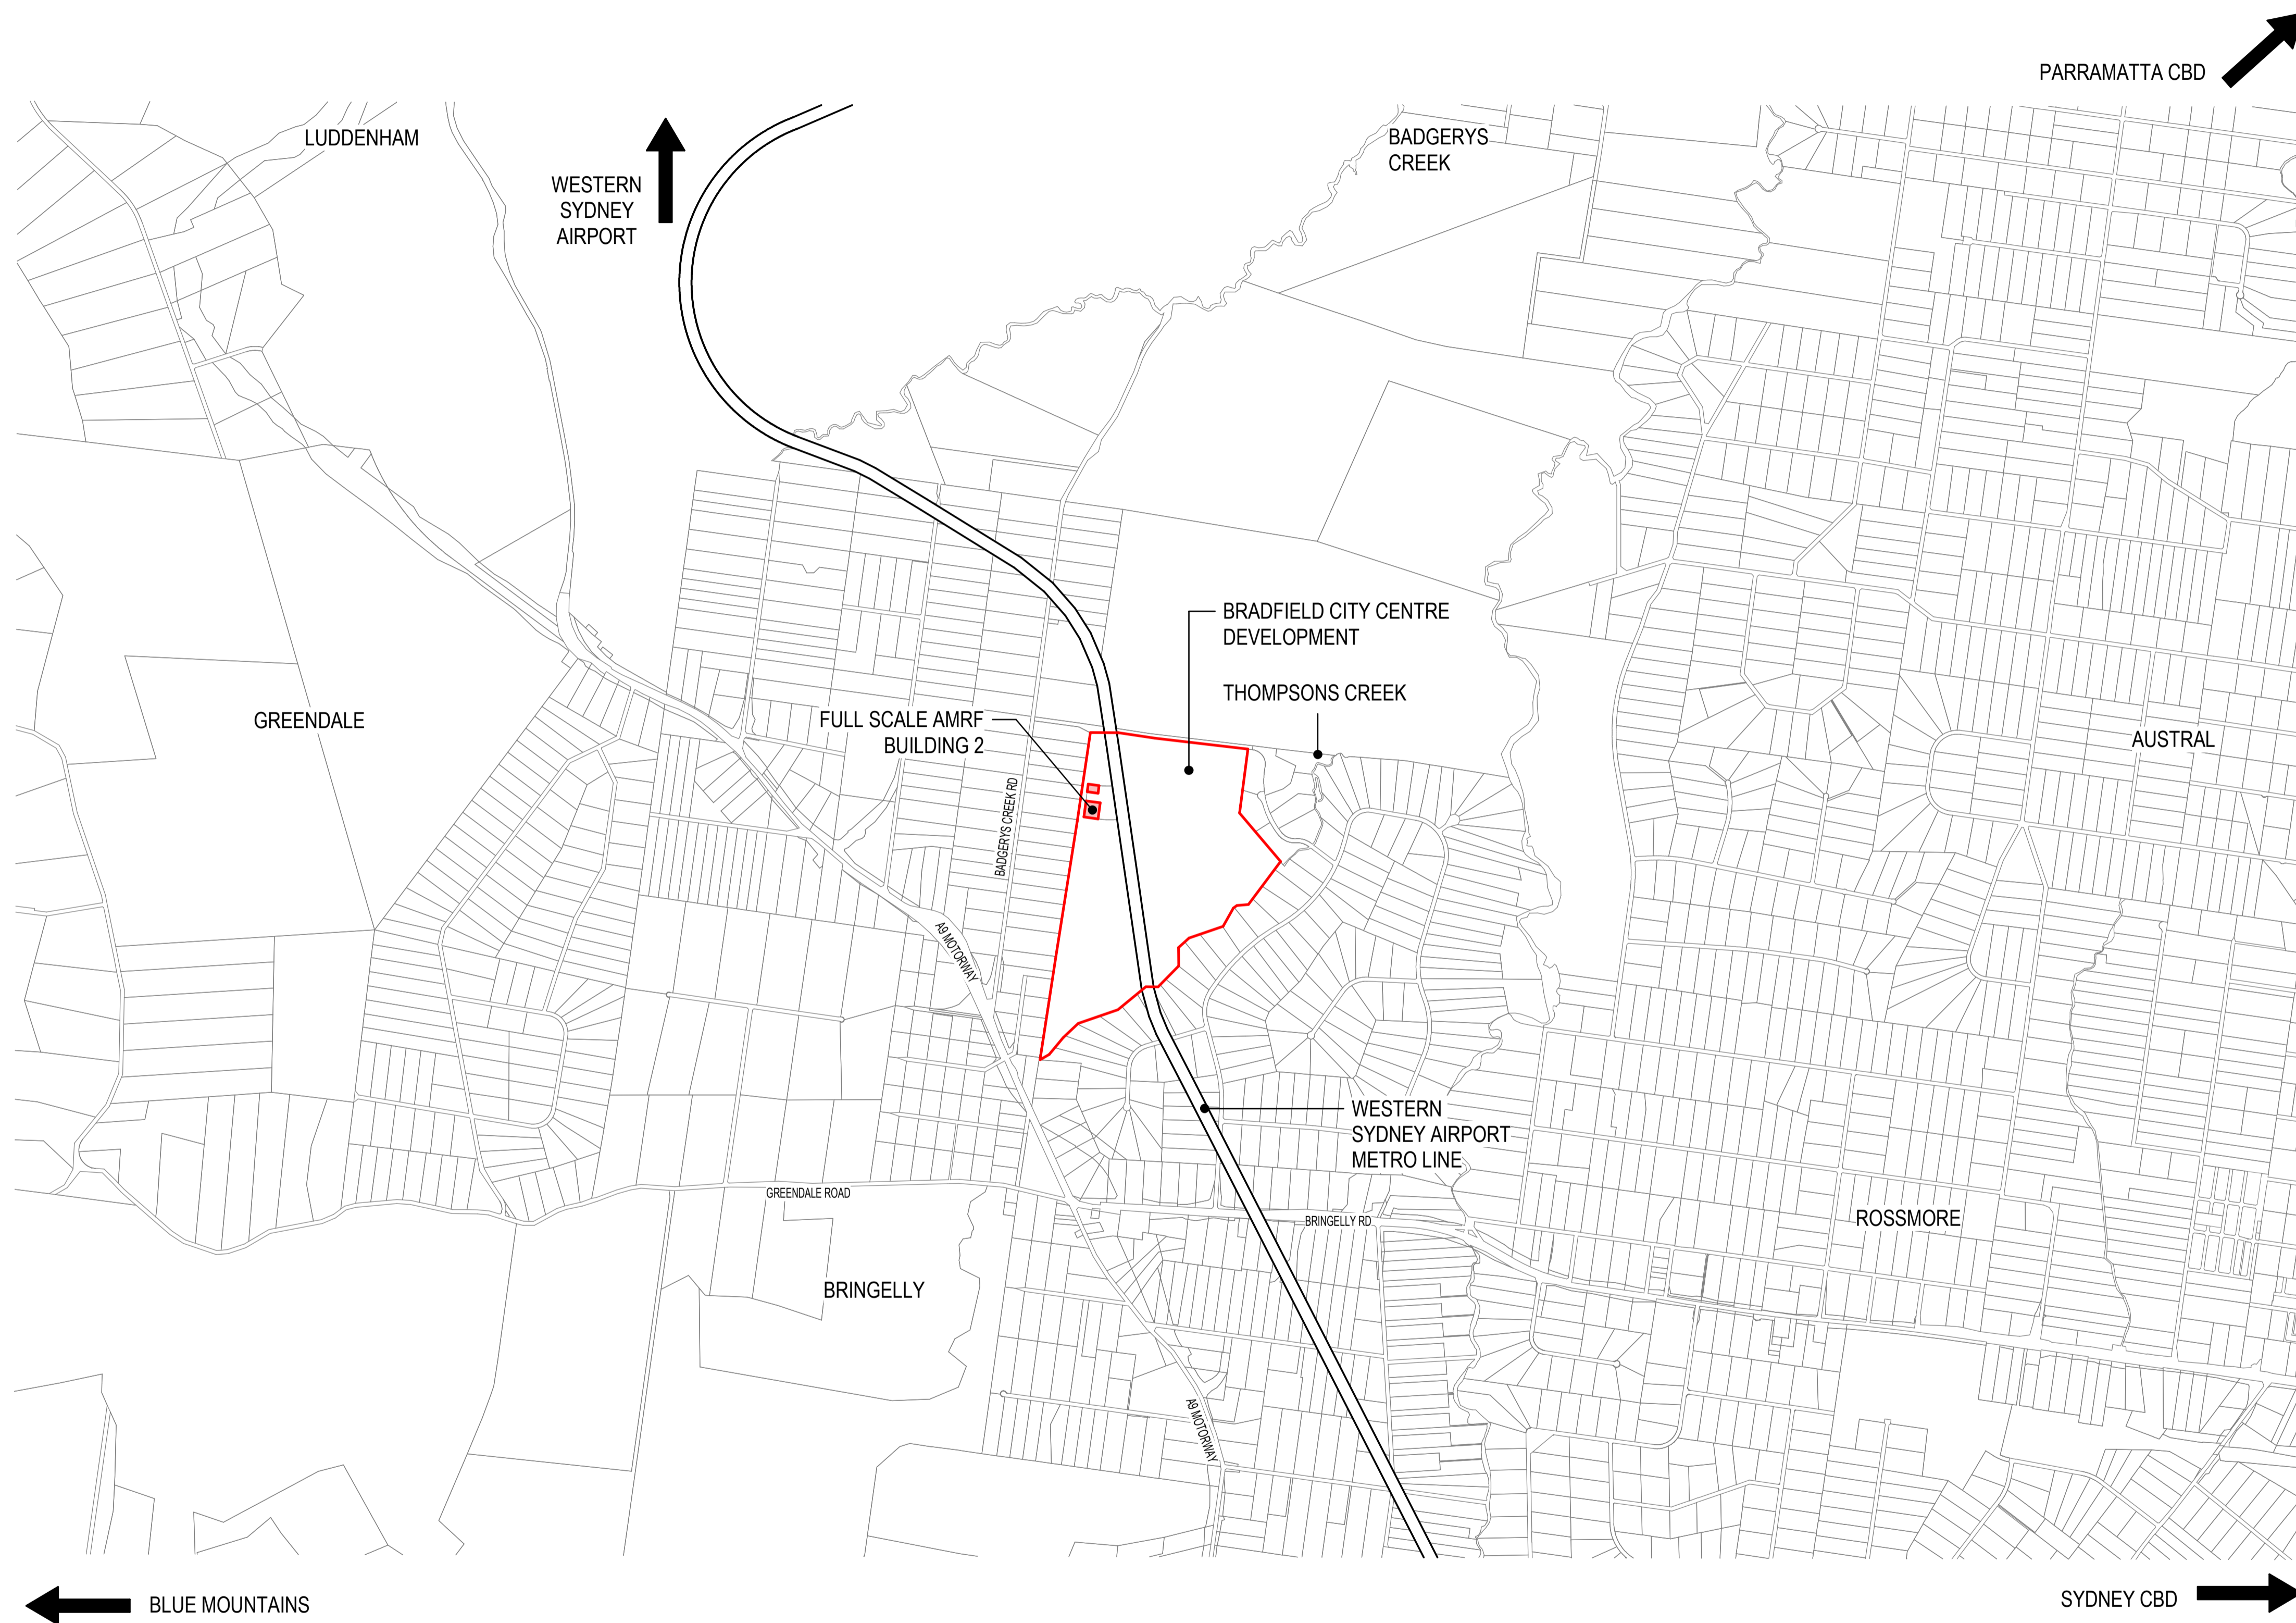 PARRAMATTA CBD
LUDDENHAM
BADGERYS
CREEK
WESTERN
SYDNEY
AIRPORT
BRADFIELD CITY CENTRE
DEVELOPMENT
THOMPSONS CREEK
GREENDALE
FULL SCALE AMRF
BUILDING 2
AUSTRAL
BADGERYS CREEK RD
A9 MOTORWAY
WESTERN
SYDNEY AIRPORT
METRO LINE
GREENDALE ROAD
BRINGELLY RD
ROSSMORE
BRINGELLY
A9 MOTORWAY
BLUE MOUNTAINS
SYDNEY CBD